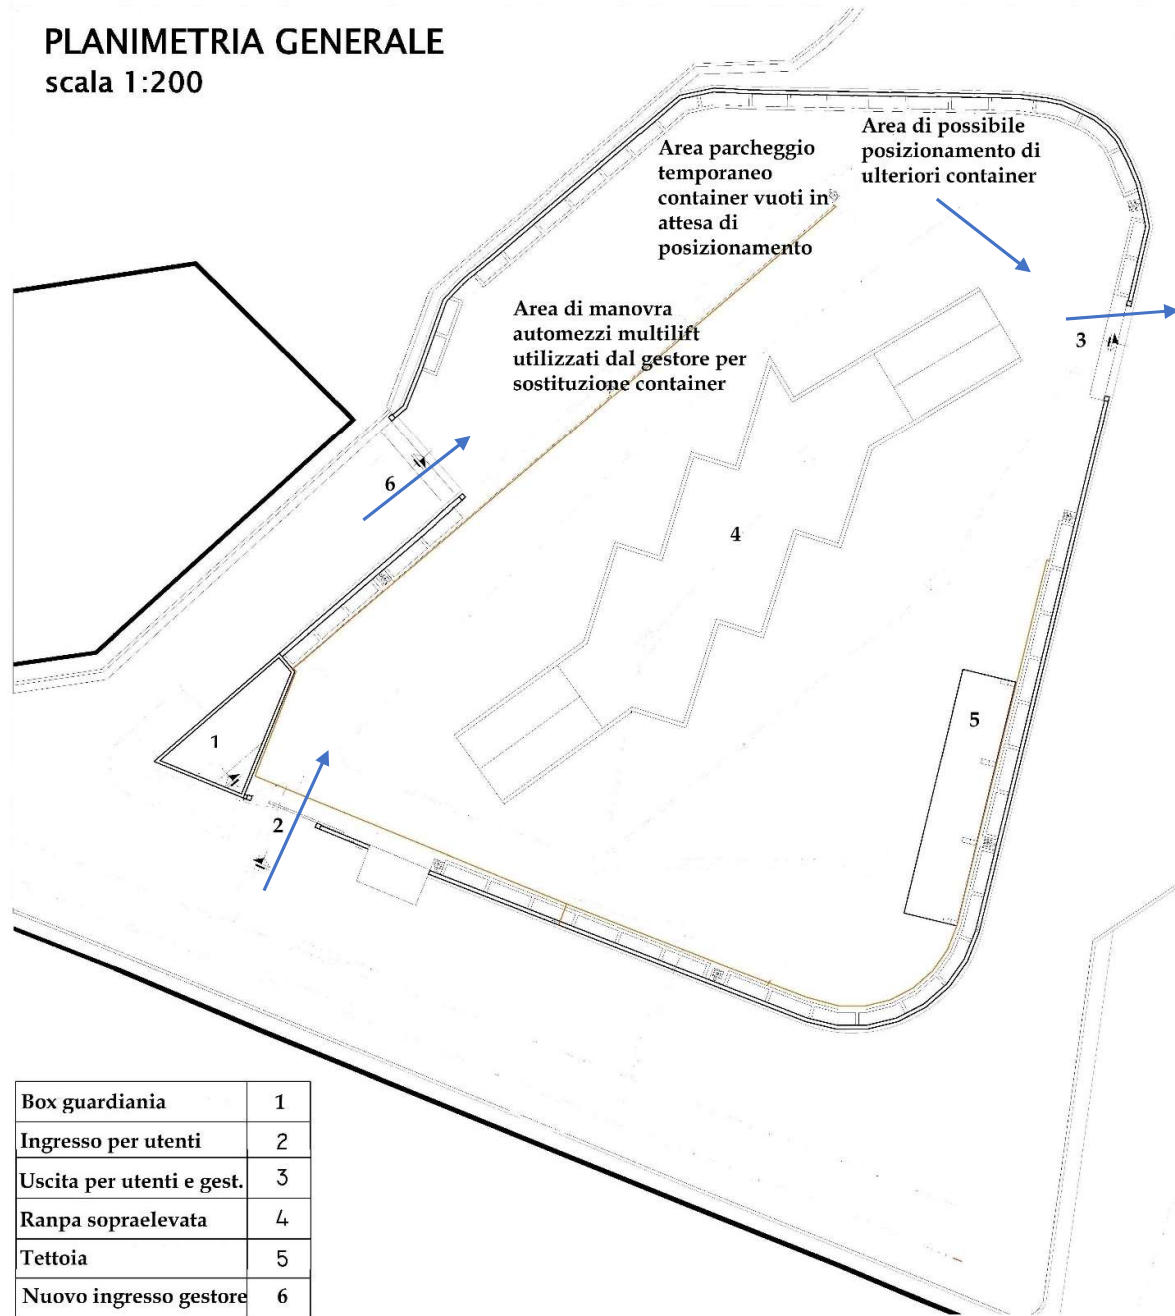 PLANIMETRIA GENERALE
scala 1:200
Area parcheggio
temporaneo
container vuoti in
attesa di
posizionamento
Area di possibile
posizionamento di
ulteriori container
Area di manovra
automezzi multilift
utilizzati dal gestore per
sostituzione container
3
6
4
5
1
2
Box guardiania 1
Ingresso per utenti 2
Uscita per utenti e gest. 3
Ranpa sopraelevata 4
Tettoia 5
Nuovo ingresso gestore 6